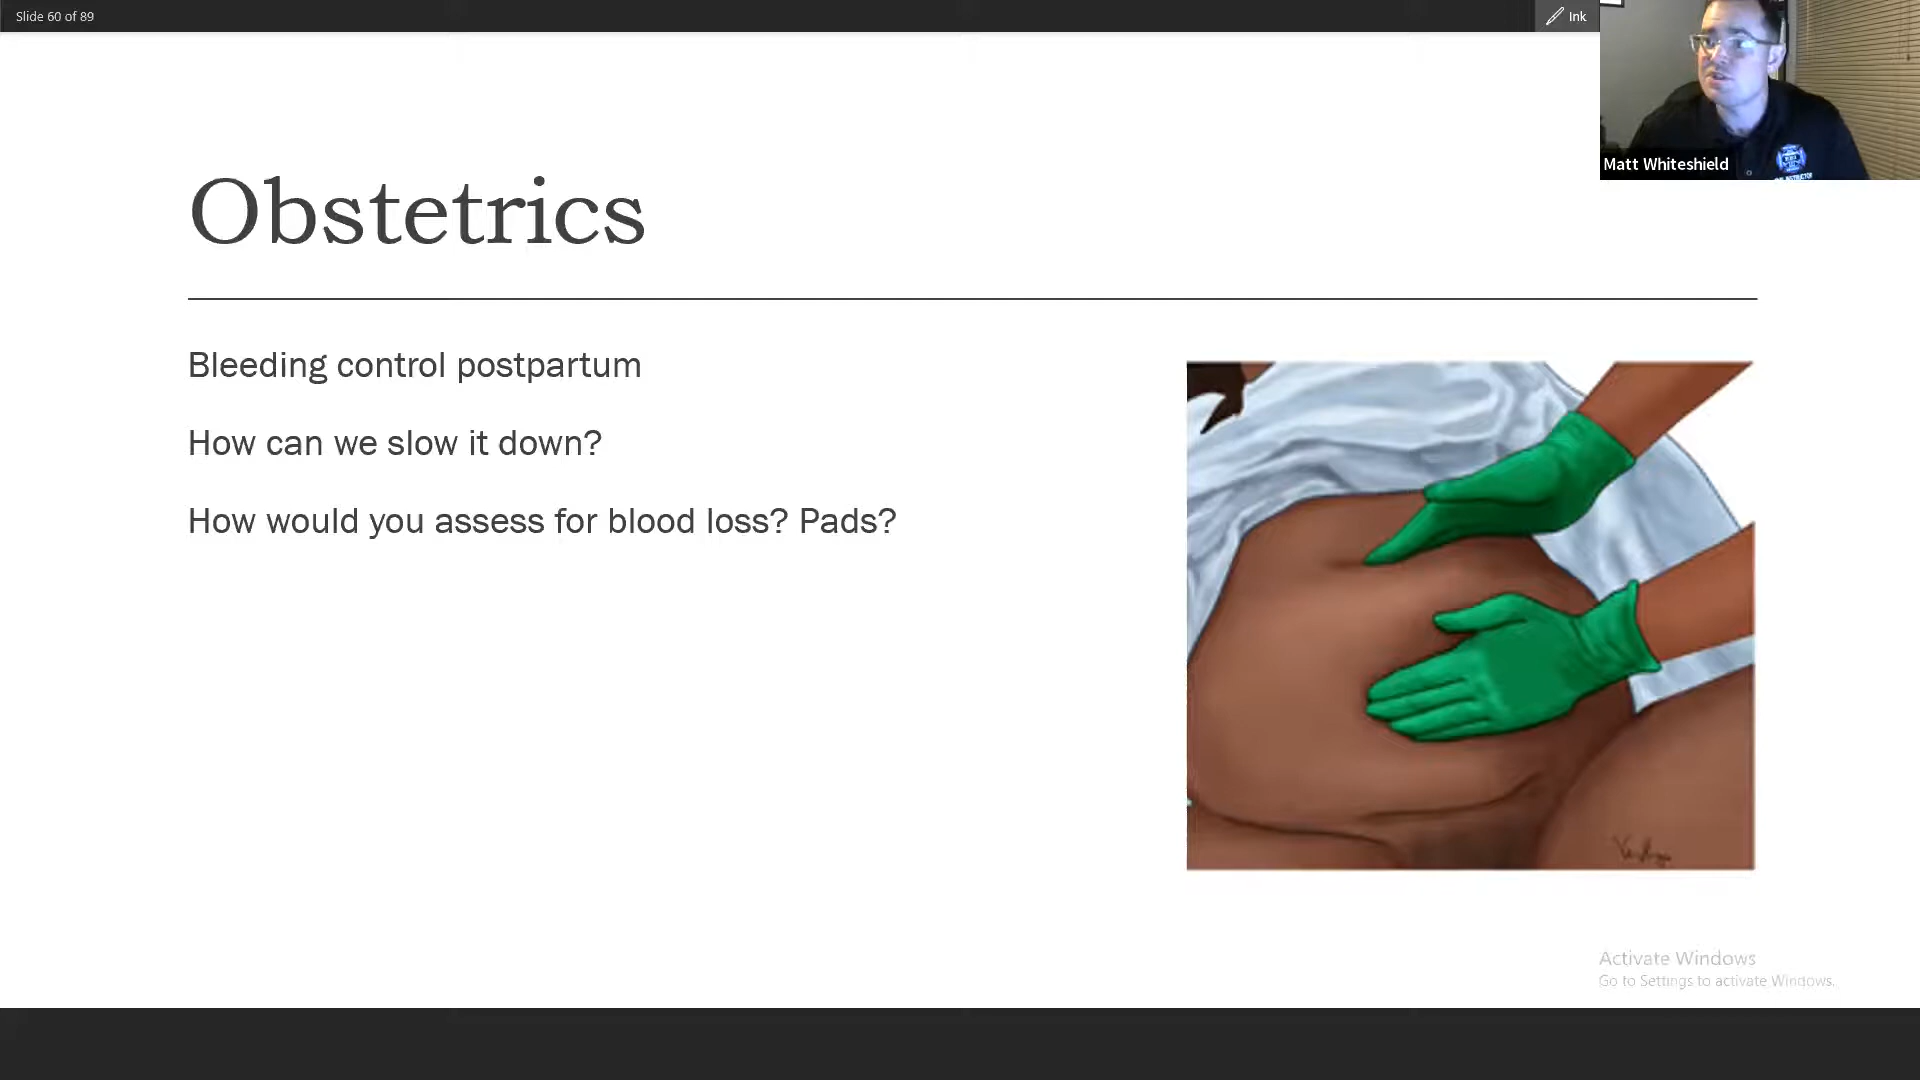 Slide 60 of 89
Ink
Matt Whiteshield
Obstetrics
Bleeding control postpartum
How can we slow it down?
How would you assess for blood loss? Pads?
Activate Windows
Go to Settings to activate Windows.